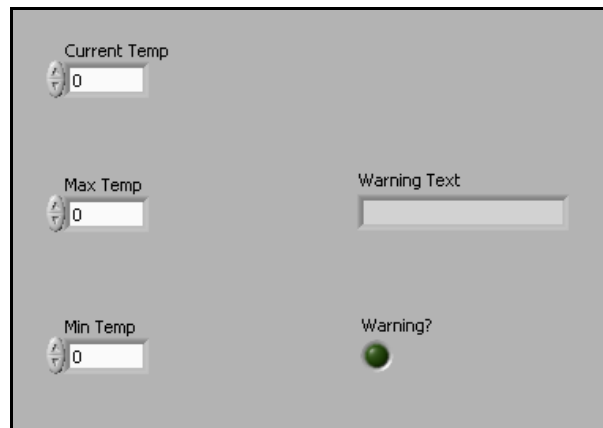 Current Temp
0
Max Temp
0
Warning Text
Min Temp
0
Warning?